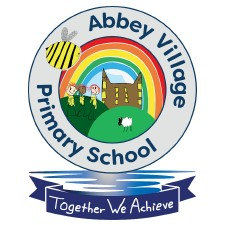 Abbey Village
Primary School
Together We Achieve